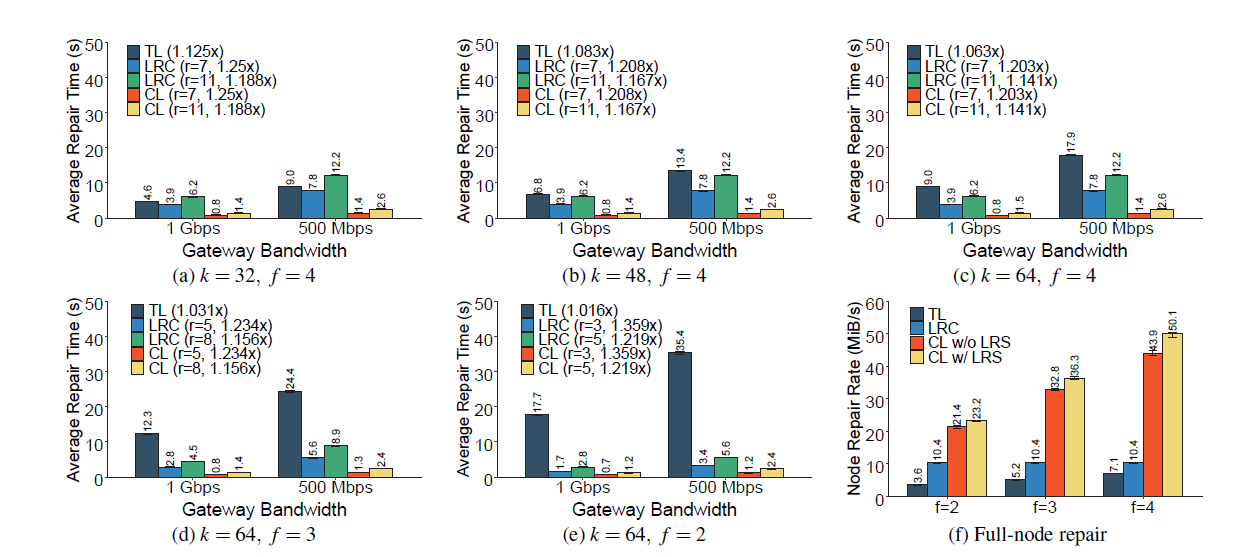 Average Repair Time (s)
50
40
30
20
10
0
TL (1.125x)
LRC (r=7, 1.25x)
LRC (r=11, 1.188x)
CL (r=7, 1.25x)
CL (r=11, 1.188x)
4.6 3.9 6.2 0.8 1.4
9.0 7.8 12.2 1.4 2.6
1 Gbps 500 Mbps
Gateway Bandwidth
(a) k = 32, f = 4
Average Repair Time (s)
50
40
30
20
10
0
TL (1.083x)
LRC (r=7, 1.208x)
LRC (r=11, 1.167x)
CL (r=7, 1.208x)
CL (r=11, 1.167x)
6.8 3.9 6.2 0.8 1.4
13.4 7.8 12.2 1.4 2.6
1 Gbps 500 Mbps
Gateway Bandwidth
(b) k = 48, f = 4
Average Repair Time (s)
50
40
30
20
10
0
TL (1.063x)
LRC (r=7, 1.203x)
LRC (r=11, 1.141x)
CL (r=7, 1.203x)
CL (r=11, 1.141x)
9.0 3.9 6.2 0.8 1.5
17.9 7.8 12.2 1.4 2.6
1 Gbps 500 Mbps
Gateway Bandwidth
(c) k = 64, f = 4
Average Repair Time (s)
50
40
30
20
10
0
TL (1.031x)
LRC (r=5, 1.234x)
LRC (r=8, 1.156x)
CL (r=5, 1.234x)
CL (r=8, 1.156x)
12.3 2.8 4.5 0.8 1.4
24.4 5.6 8.9 1.3 2.4
1 Gbps 500 Mbps
Gateway Bandwidth
(d) k = 64, f = 3
Average Repair Time (s)
50
40
30
20
10
0
TL (1.016x)
LRC (r=3, 1.359x)
LRC (r=5, 1.219x)
CL (r=3, 1.359x)
CL (r=5, 1.219x)
17.7 1.7 2.8 0.7 1.2
35.4 3.4 5.6 1.2 2.4
1 Gbps 500 Mbps
Gateway Bandwidth
(e) k = 64, f = 2
Node Repair Rate (MiB/s)
60
50
40
30
20
10
0
TL
LRC
CL w/o LRS
CL w/ LRS
3.6 10.4 21.4 23.2
5.2 10.4 32.8 36.3
7.1 10.4 43.9 50.1
f=2 f=3 f=4
(f) Full-node repair